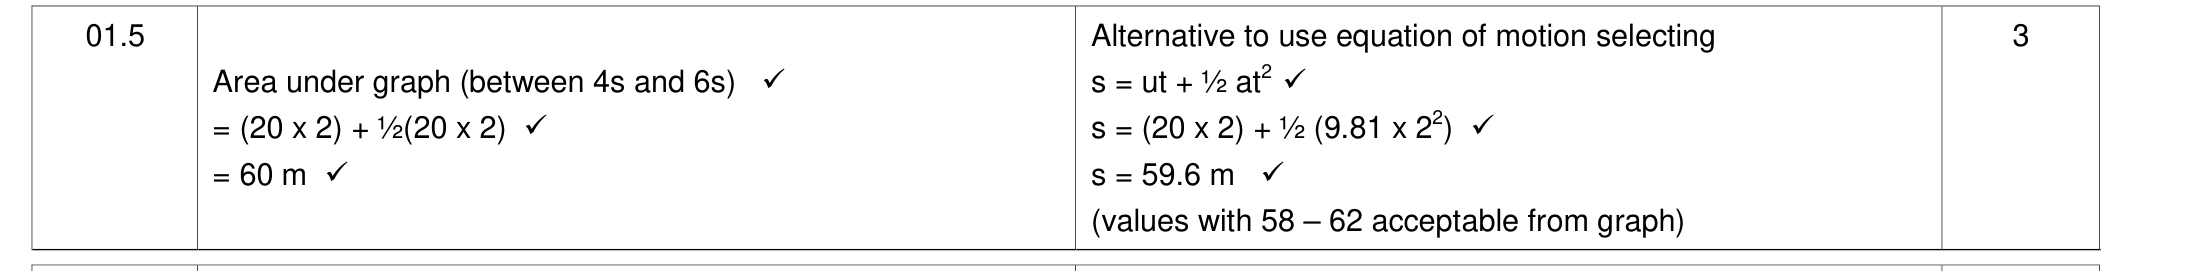 01.5
Area under graph (between 4s and 6s) ✓
= (20 x 2) + ½(20 x 2) ✓
= 60 m ✓
Alternative to use equation of motion selecting
s = ut + ½ at² ✓
s = (20 x 2) + ½ (9.81 x 2²) ✓
s = 59.6 m ✓
(values with 58 – 62 acceptable from graph)
3